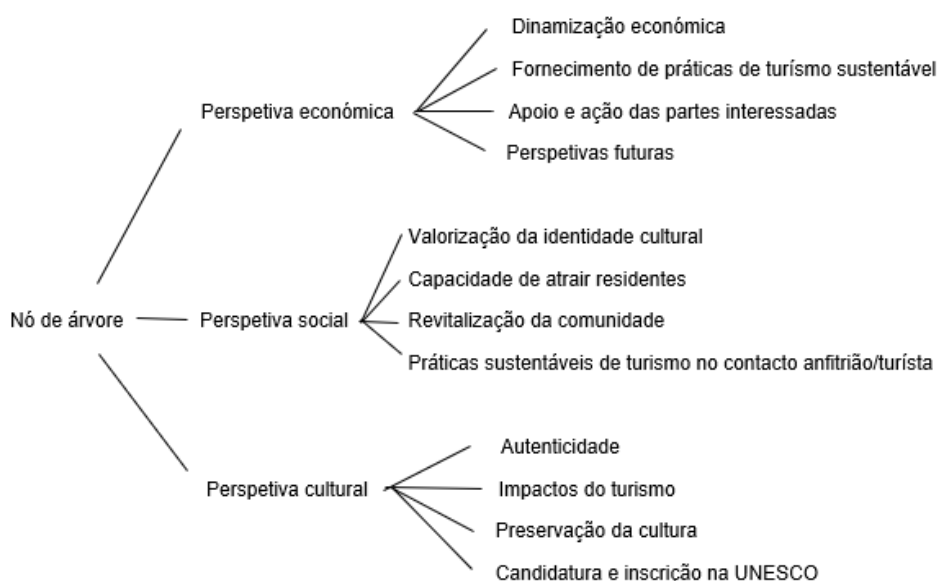 Dinamização económica
Fornecimento de práticas de turísmo sustentável
Perspetiva económica
Apoio e ação das partes interessadas
Perspetivas futuras
Valorização da identidade cultural
Capacidade de atrair residentes
Nó de árvore
Perspetiva social
Revitalização da comunidade
Práticas sustentáveis de turismo no contacto anfitrião/turísta
Autenticidade
Perspetiva cultural
Impactos do turismo
Preservação da cultura
Candidatura e inscrição na UNESCO